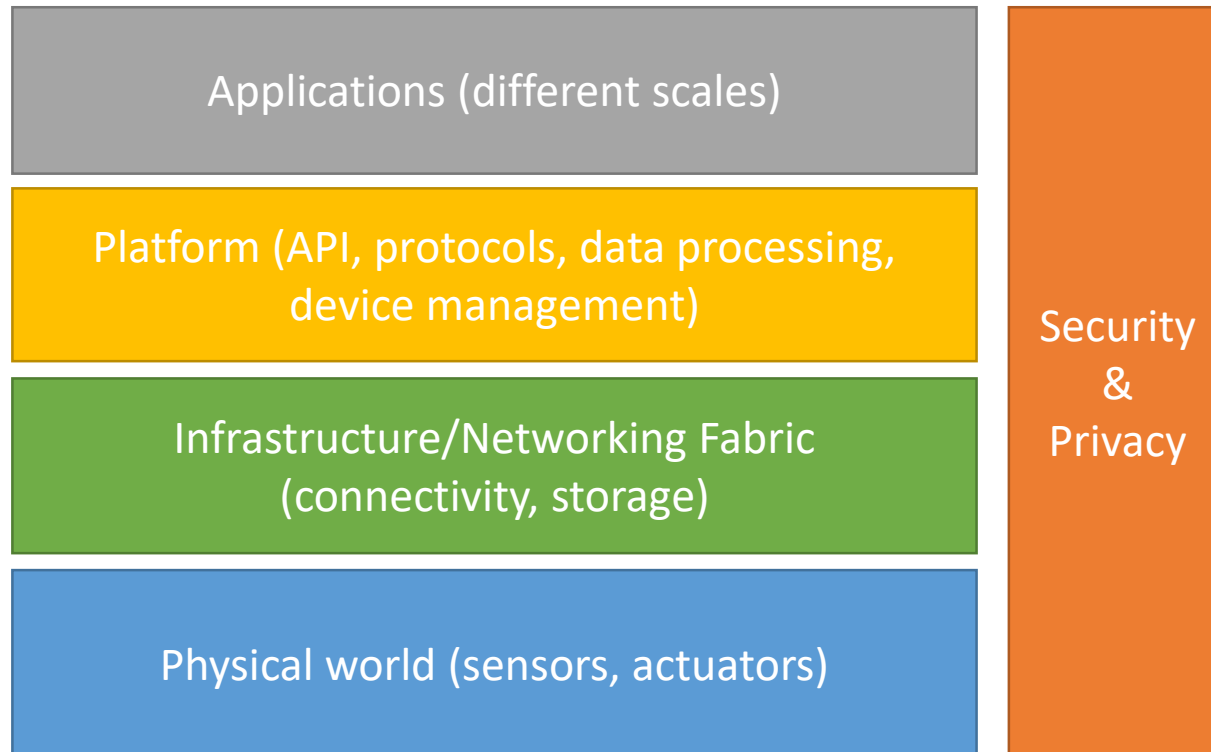 Applications (different scales)
Platform (API, protocols, data processing,
device management)
Infrastructure/Networking Fabric
(connectivity, storage)
Physical world (sensors, actuators)
Security
&
Privacy